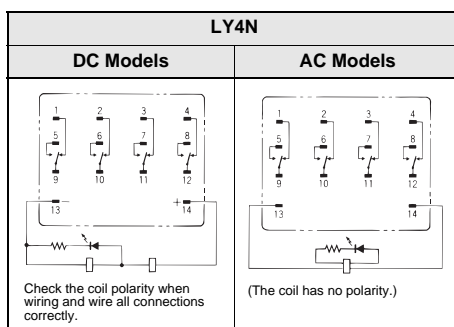 LY4N
DC Models
AC Models
1 2 3 4
5 6 7 8
9 10 11 12
13 14
− +
Check the coil polarity when
wiring and wire all connections
correctly.
1 2 3 4
5 6 7 8
9 10 11 12
13 14
(The coil has no polarity.)